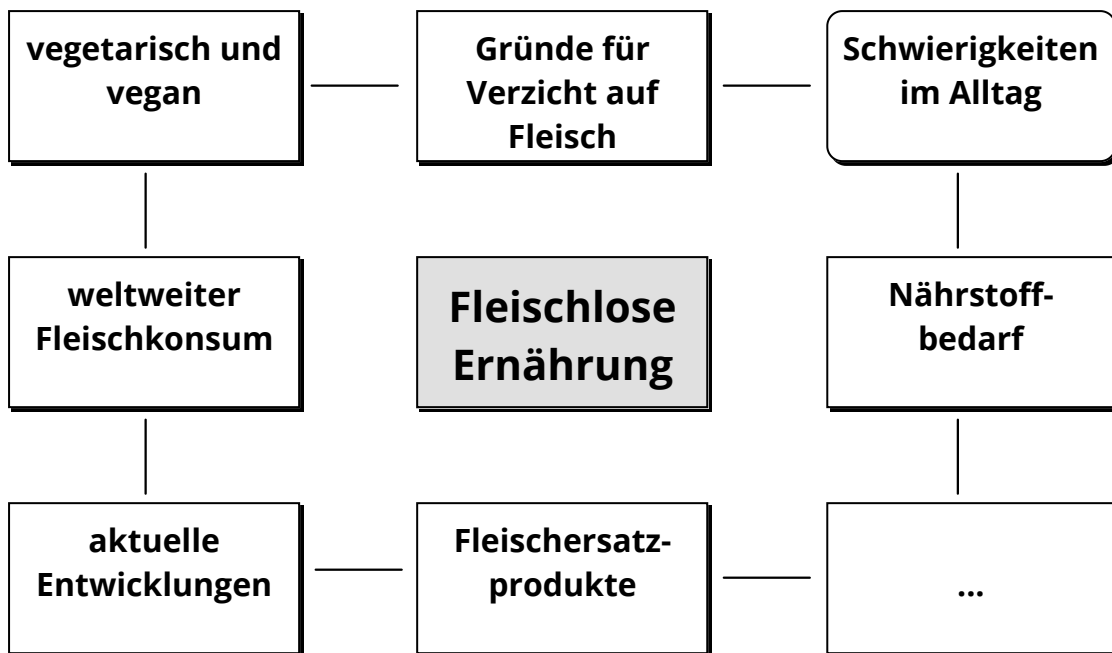 vegetarisch und
vegan
Gründe für
Verzicht auf
Fleisch
Schwierigkeiten
im Alltag
weltweiter
Fleischkonsum
Fleischlose
Ernährung
Nährstoff-
bedarf
aktuelle
Entwicklungen
Fleischersatz-
produkte
...